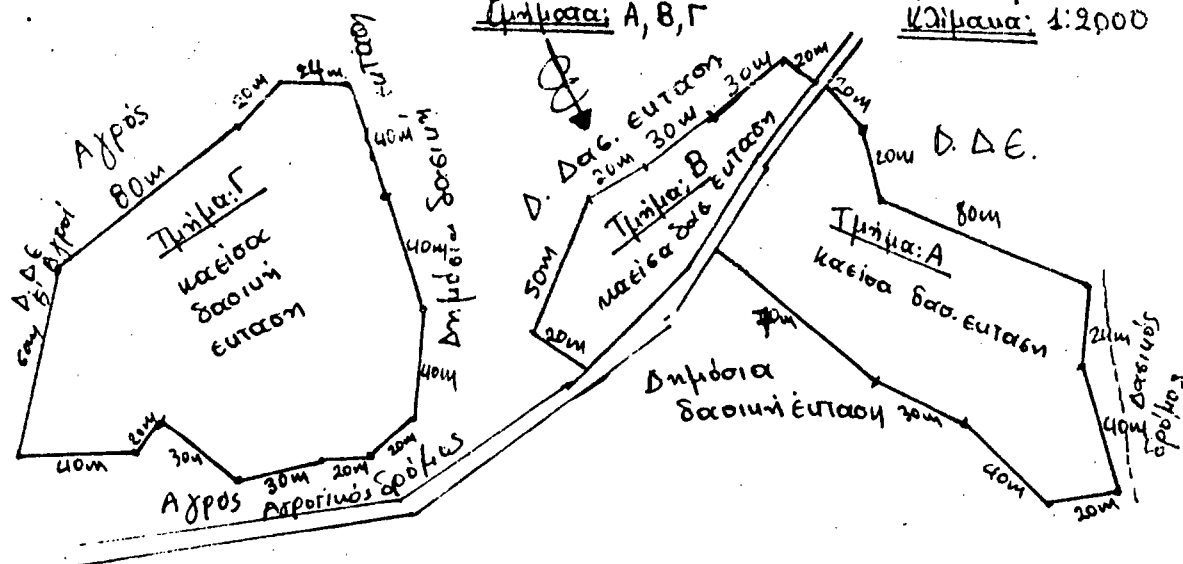 Τμήματα: Α, Β, Γ
Κλίμακα: 1:2000
Αγρός
20m
24m
έκταση
40m
Δημόσια δασική
80m
Τμήμα: Γ
καείσα
δασική
έκταση
Δ. Δ Ε
Αγροί
60m
40m
40m
40m
20m
30m
30m
20m
20m
Αγρός
Αγροτικός δρόμος
Δ. Δασ. έκταση
20m
30m
30m
20m
Τμήμα: Β
καείσα δασ έκταση
50m
20m
20m
20m
Δ. Δ Ε.
80m
Τμήμα: Α
καείσα δασ. έκταση
70m
24m
Δασικός
δρόμος
40m
Δημόσια
δασική έκταση
30m
40m
20m